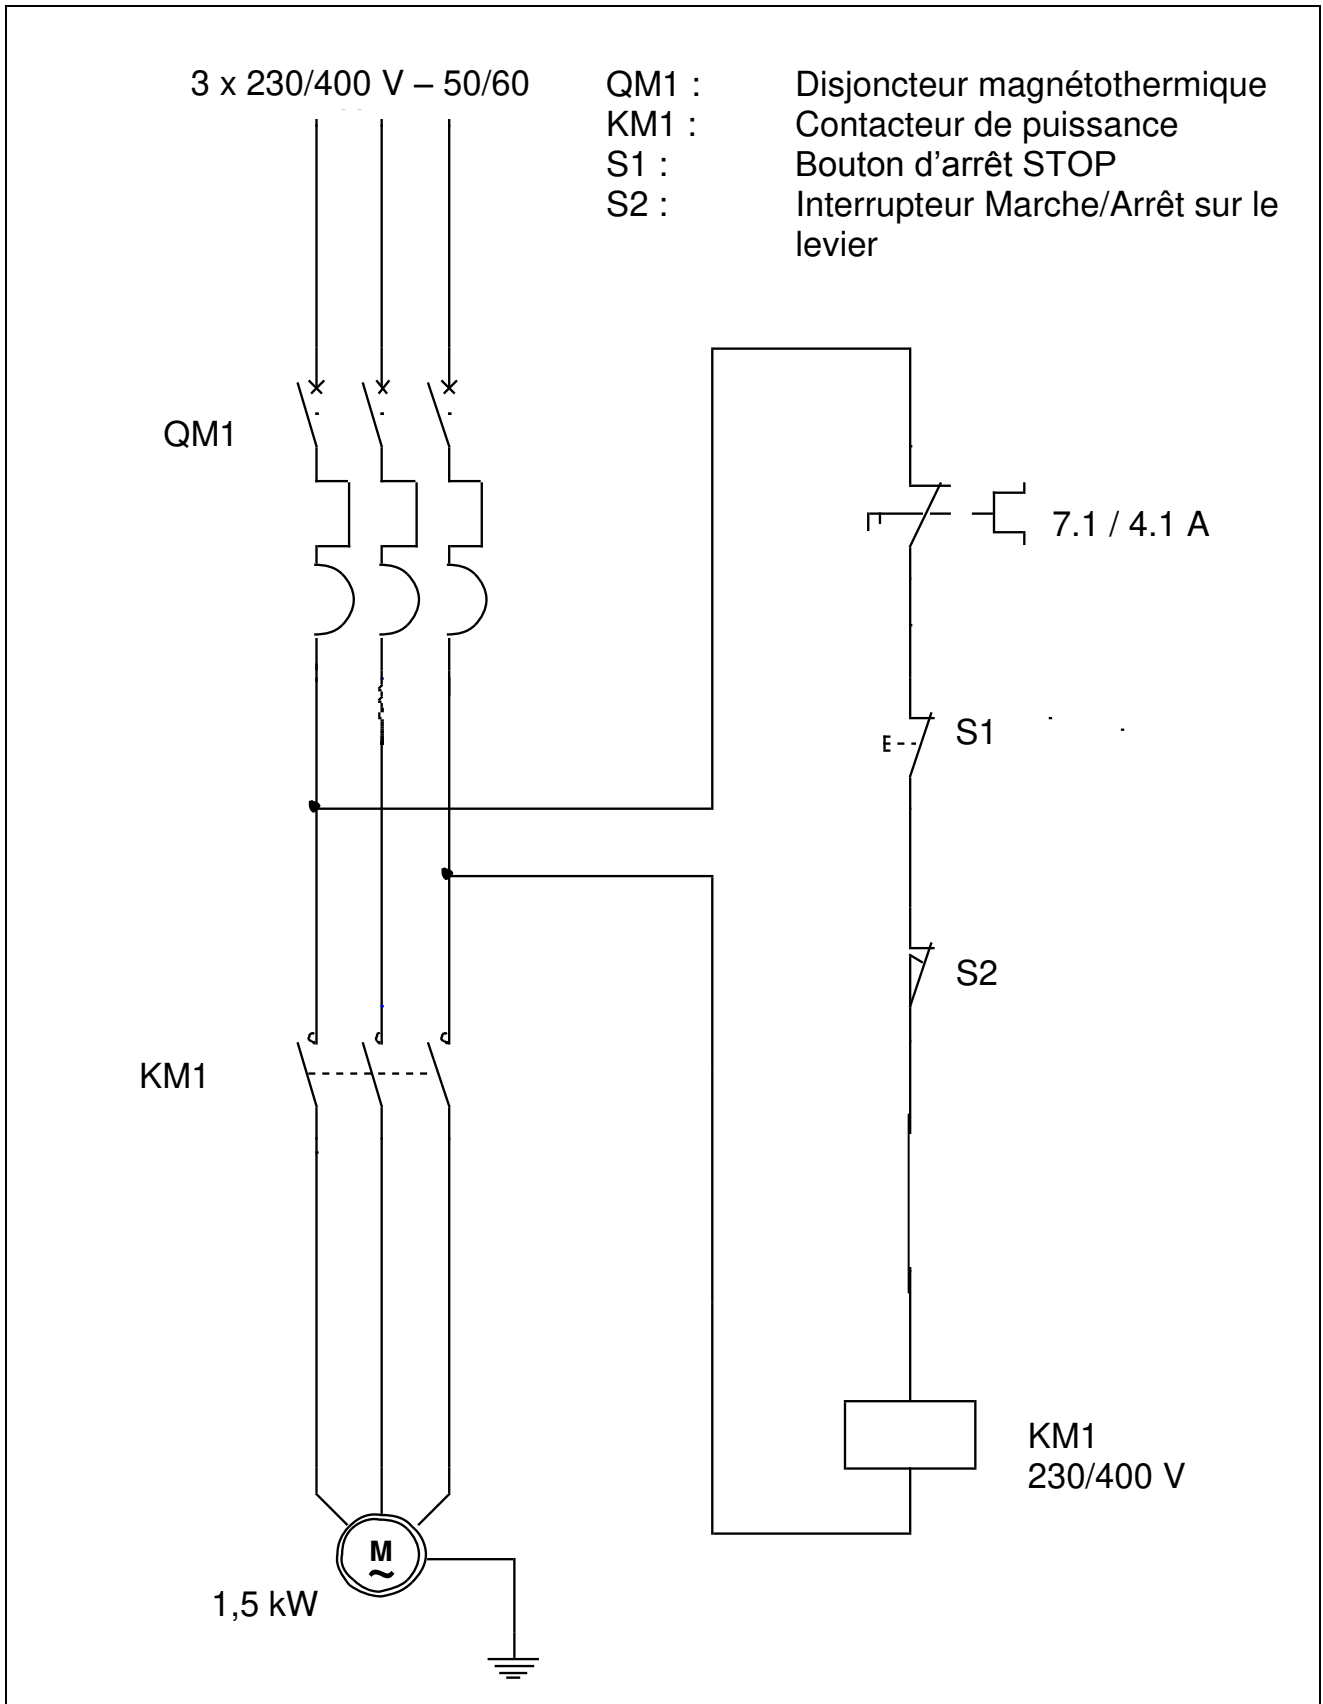 3 x 230/400 V – 50/60
QM1 : Disjoncteur magnétothermique
KM1 : Contacteur de puissance
S1 : Bouton d'arrêt STOP
S2 : Interrupteur Marche/Arrêt sur le
levier
QM1
7.1 / 4.1 A
S1
S2
KM1
KM1
230/400 V
M
~
1,5 kW